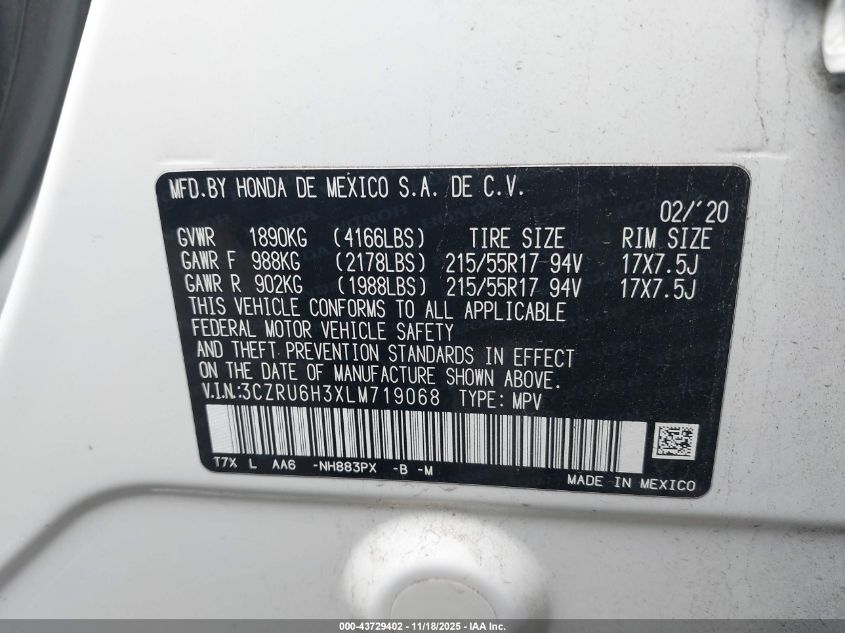 MFD.BY HONDA DE MEXICO S.A. DE C.V.
02/'20
GVWR 1890KG (4166LBS) TIRE SIZE RIM SIZE
GAWR F 988KG (2178LBS) 215/55R17 94V 17X7.5J
GAWR R 902KG (1988LBS) 215/55R17 94V 17X7.5J
THIS VEHICLE CONFORMS TO ALL APPLICABLE
FEDERAL MOTOR VEHICLE SAFETY
AND THEFT PREVENTION STANDARDS IN EFFECT
ON THE DATE OF MANUFACTURE SHOWN ABOVE.
V.I.N.:3CZRU6H3XLM719068 TYPE: MPV
T7X L AA6 -NH883PX -B -M
MADE IN MEXICO
000-43729402 - 11/18/2025 - IAA Inc.